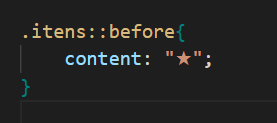 .itens::before{
    content: "★";
}